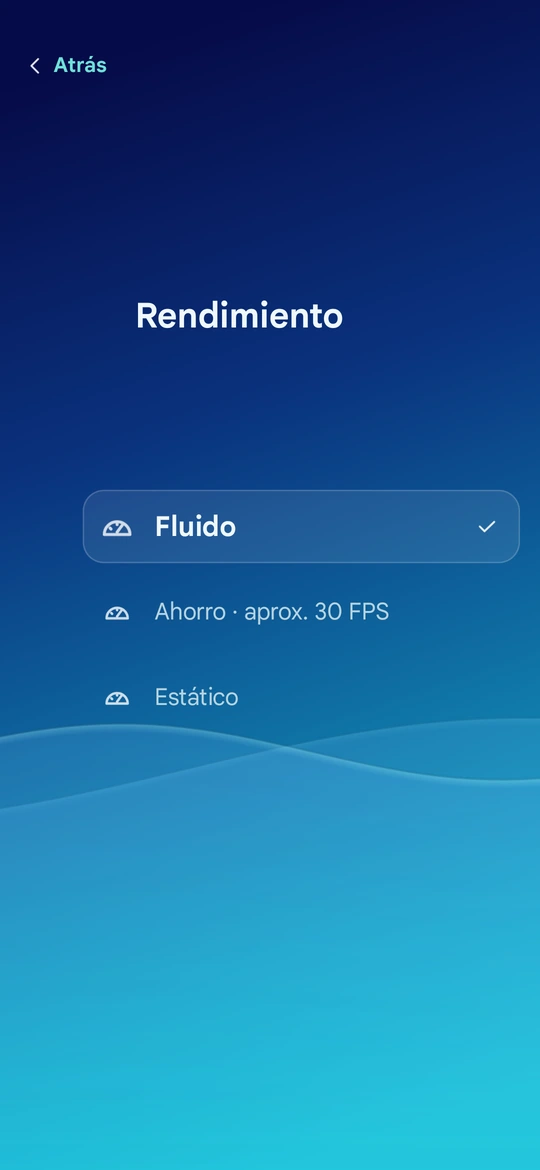 Atrás
Rendimiento
Fluido
Ahorro · aprox. 30 FPS
Estático